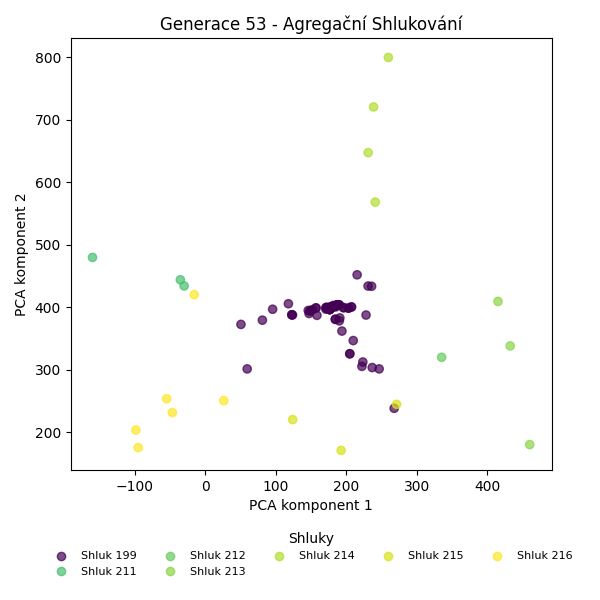 Generace 53 - Agregační Shlukování
800
700
600
500
400
300
200
PCA komponent 2
−100 0 100 200 300 400
PCA komponent 1
Shluky
Shluk 199 Shluk 212 Shluk 214 Shluk 215 Shluk 216
Shluk 211 Shluk 213